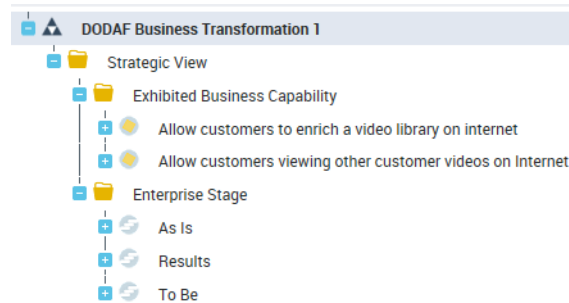 DODAF Business Transformation 1
Strategic View
Exhibited Business Capability
Allow customers to enrich a video library on internet
Allow customers viewing other customer videos on Internet
Enterprise Stage
As Is
Results
To Be